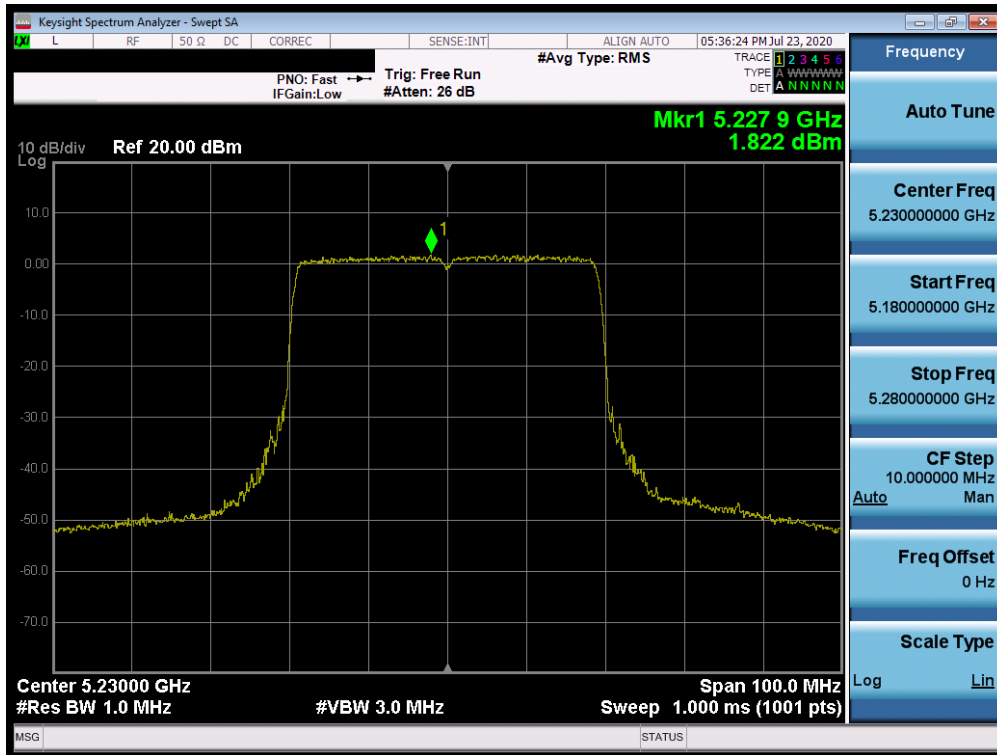 Keysight Spectrum Analyzer - Swept SA
LXI L RF 50 Ω DC CORREC SENSE:INT ALIGN AUTO 05:36:24 PM Jul 23, 2020
Frequency
#Avg Type: RMS
TRACE 1 2 3 4 5 6
PNO: Fast Trig: Free Run
TYPE A WWWWW
IFGain:Low #Atten: 26 dB
DET A N N N N N
Auto Tune
Mkr1 5.227 9 GHz
1.822 dBm
10 dB/div Ref 20.00 dBm
Log
Center Freq
5.230000000 GHz
10.0
1
0.00
Start Freq
5.180000000 GHz
-10.0
-20.0
Stop Freq
5.280000000 GHz
-30.0
-40.0
CF Step
10.000000 MHz
Auto Man
-50.0
Freq Offset
0 Hz
-60.0
-70.0
Scale Type
Log Lin
Center 5.23000 GHz Span 100.0 MHz
#Res BW 1.0 MHz #VBW 3.0 MHz Sweep 1.000 ms (1001 pts)
MSG STATUS